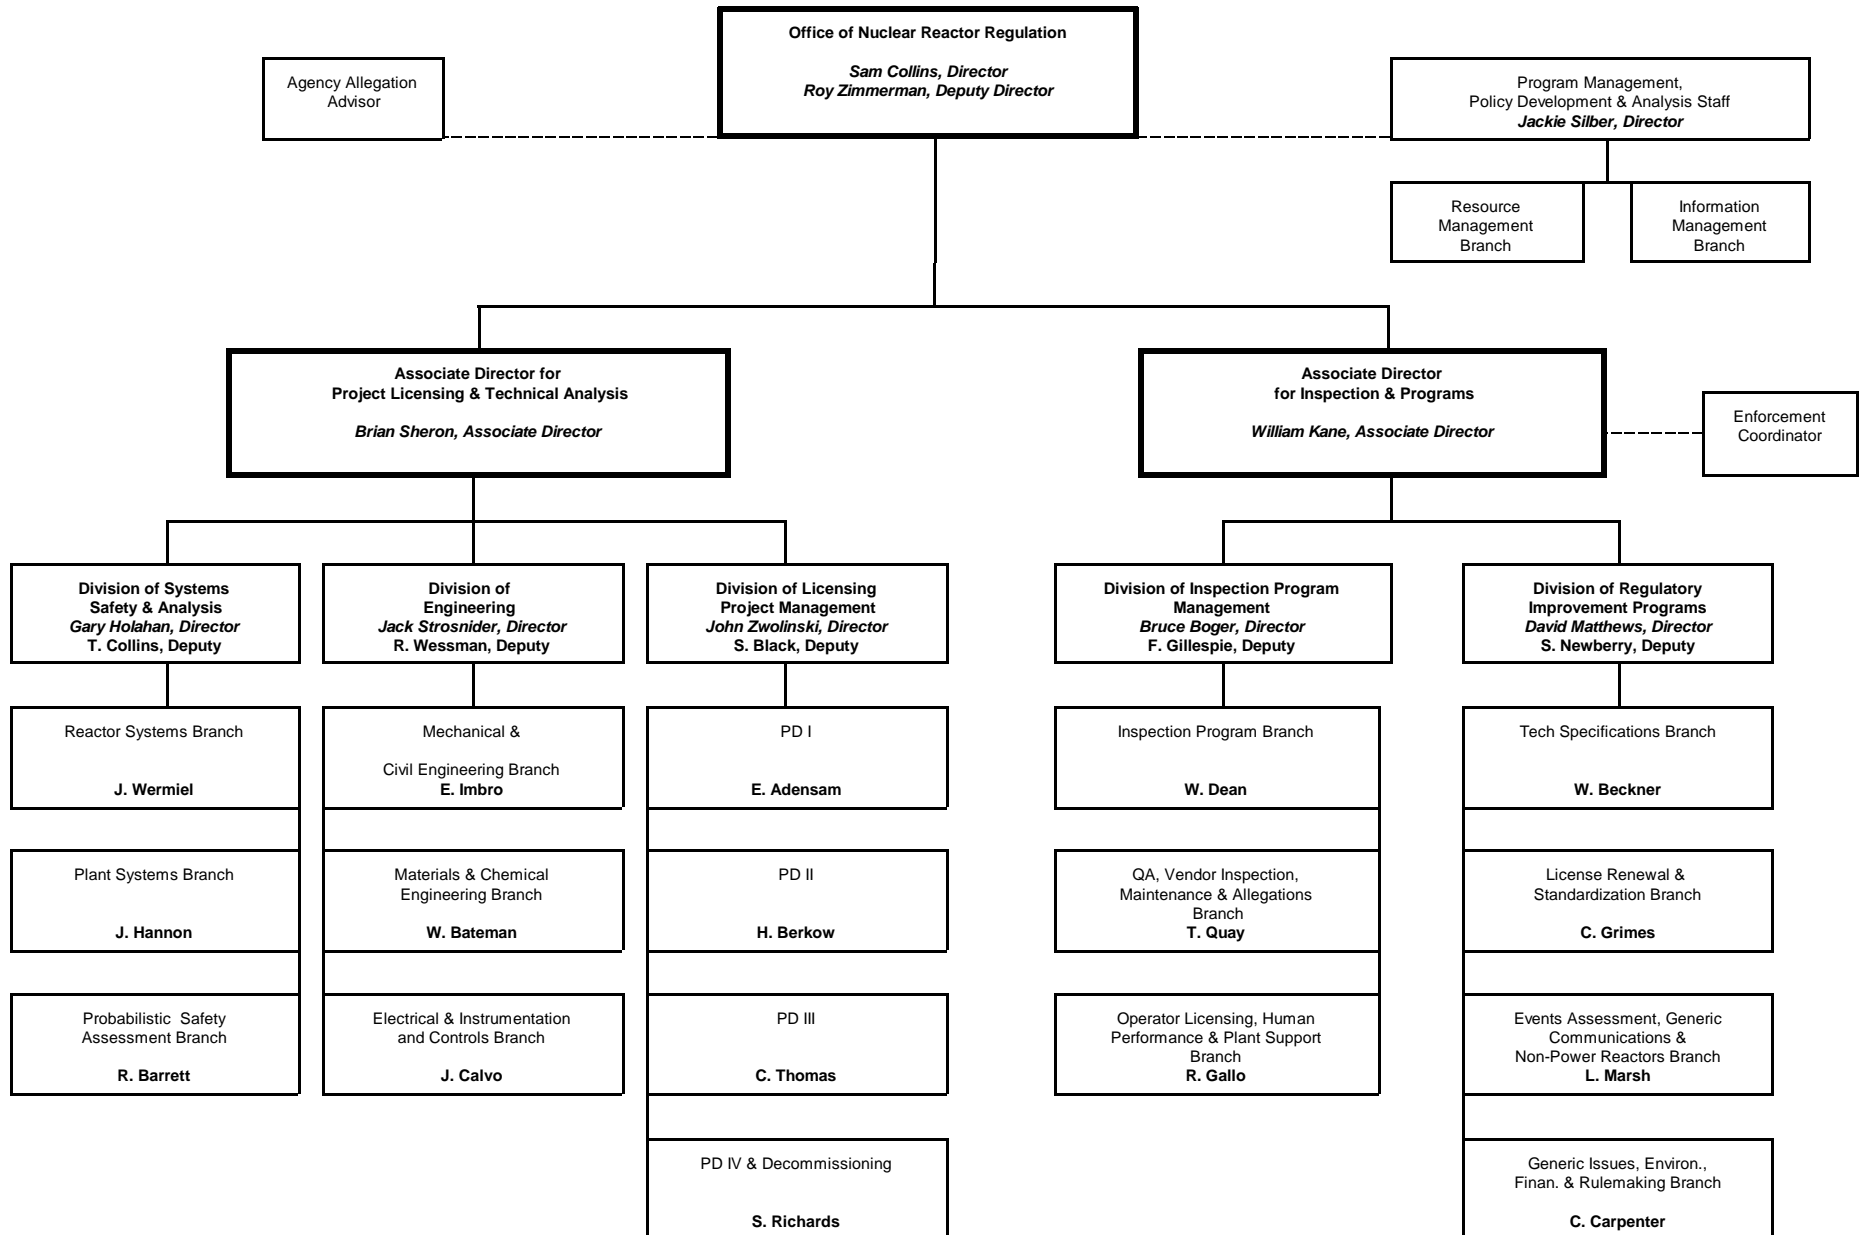 Office of Nuclear Reactor Regulation
Sam Collins, Director
Roy Zimmerman, Deputy Director
Agency Allegation
Advisor
Program Management,
Policy Development & Analysis Staff
Jackie Silber, Director
Resource
Management
Branch
Information
Management
Branch
Associate Director for
Project Licensing & Technical Analysis
Brian Sheron, Associate Director
Associate Director
for Inspection & Programs
William Kane, Associate Director
Enforcement
Coordinator
Division of Systems
Safety & Analysis
Gary Holahan, Director
T. Collins, Deputy
Division of
Engineering
Jack Strosnider, Director
R. Wessman, Deputy
Division of Licensing
Project Management
John Zwolinski, Director
S. Black, Deputy
Division of Inspection Program
Management
Bruce Boger, Director
F. Gillespie, Deputy
Division of Regulatory
Improvement Programs
David Matthews, Director
S. Newberry, Deputy
Reactor Systems Branch
J. Wermiel
Mechanical &
Civil Engineering Branch
E. Imbro
PD I
E. Adensam
Inspection Program Branch
W. Dean
Tech Specifications Branch
W. Beckner
Plant Systems Branch
J. Hannon
Materials & Chemical
Engineering Branch
W. Bateman
PD II
H. Berkow
QA, Vendor Inspection,
Maintenance & Allegations
Branch
T. Quay
License Renewal &
Standardization Branch
C. Grimes
Probabilistic Safety
Assessment Branch
R. Barrett
Electrical & Instrumentation
and Controls Branch
J. Calvo
PD III
C. Thomas
Operator Licensing, Human
Performance & Plant Support
Branch
R. Gallo
Events Assessment, Generic
Communications &
Non-Power Reactors Branch
L. Marsh
PD IV & Decommissioning
S. Richards
Generic Issues, Environ.,
Finan. & Rulemaking Branch
C. Carpenter